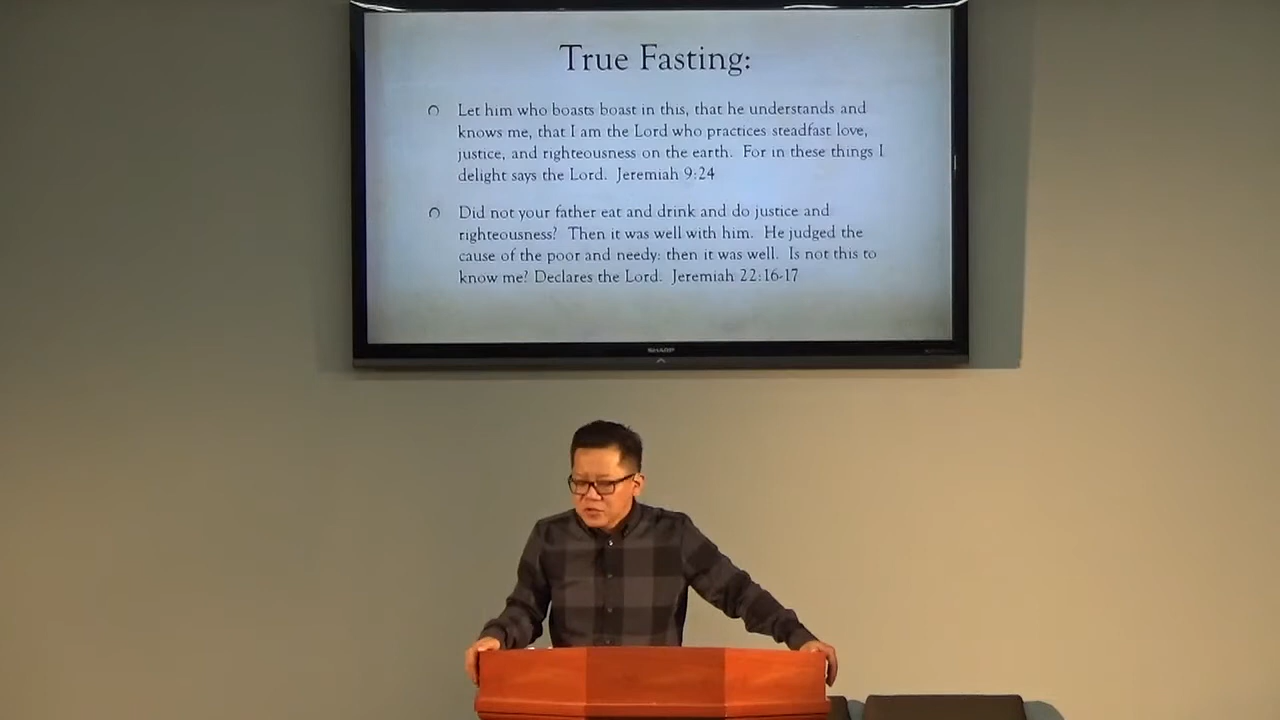 True Fasting:
Let him who boasts boast in this, that he understands and
knows me, that I am the Lord who practices steadfast love,
justice, and righteousness on the earth.  For in these things I
delight says the Lord.  Jeremiah 9:24
Did not your father eat and drink and do justice and
righteousness?  Then it was well with him.  He judged the
cause of the poor and needy: then it was well.  Is not this to
know me? Declares the Lord.  Jeremiah 22:16-17
SHARP